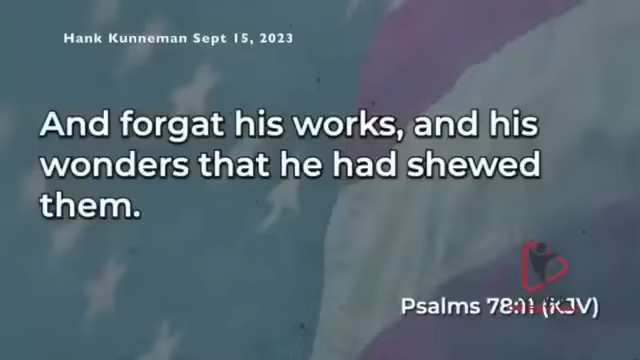 Hank Kunneman Sept 15, 2023
And forgat his works, and his
wonders that he had shewed
them.
Psalms 78:11 (KJV)